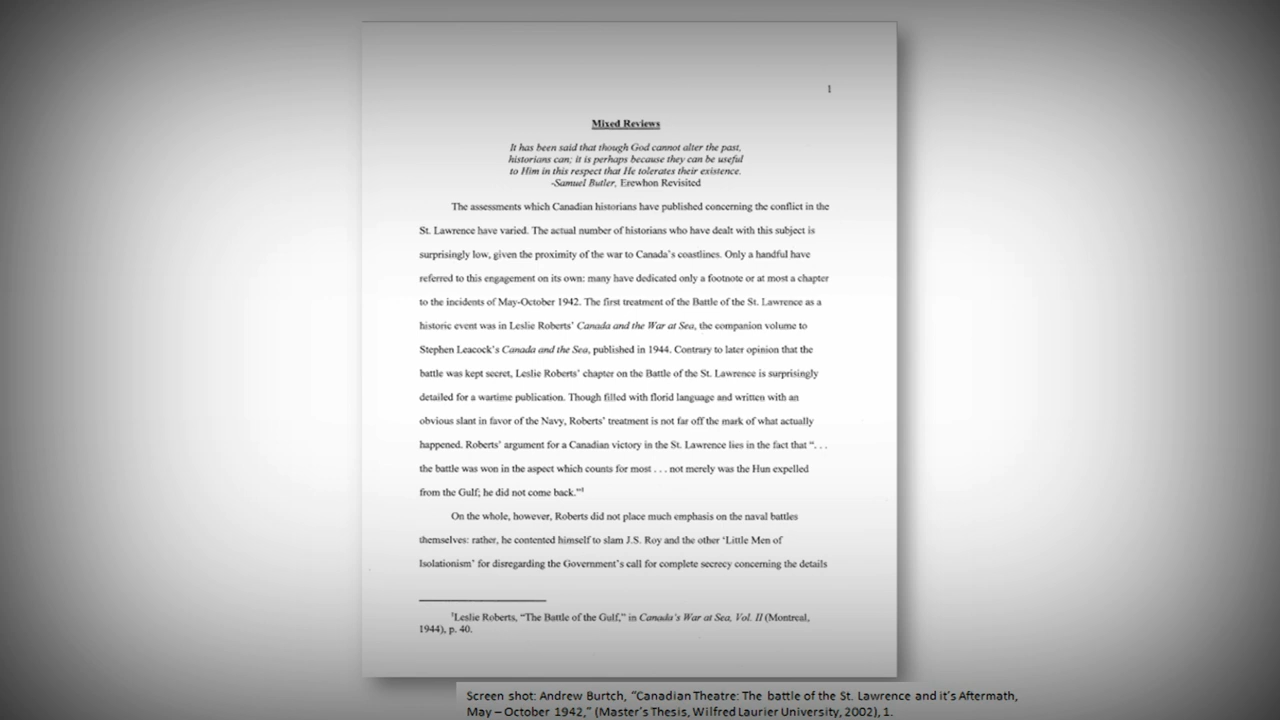 1
Mixed Reviews
It has been said that though God cannot alter the past,
historians can; it is perhaps because they can be useful
to Him in this respect that He tolerates their existence.
-Samuel Butler, Erewhon Revisited
The assessments which Canadian historians have published concerning the conflict in the
St. Lawrence have varied. The actual number of historians who have dealt with this subject is
surprisingly low, given the proximity of the war to Canada's coastlines. Only a handful have
referred to this engagement on its own: many have dedicated only a footnote or at most a chapter
to the incidents of May-October 1942. The first treatment of the Battle of the St. Lawrence as a
historic event was in Leslie Roberts' Canada and the War at Sea, the companion volume to
Stephen Leacock's Canada and the Sea, published in 1944. Contrary to later opinion that the
battle was kept secret, Leslie Roberts' chapter on the Battle of the St. Lawrence is surprisingly
detailed for a wartime publication. Though filled with florid language and written with an
obvious slant in favor of the Navy, Roberts' treatment is not far off the mark of what actually
happened. Roberts' argument for a Canadian victory in the St. Lawrence lies in the fact that “. . .
the battle was won in the aspect which counts for most . . . not merely was the Hun expelled
from the Gulf; he did not come back.”¹
On the whole, however, Roberts did not place much emphasis on the naval battles
themselves: rather, he contented himself to slam J.S. Roy and the other ‘Little Men of
Isolationism’ for disregarding the Government's call for complete secrecy concerning the details
¹Leslie Roberts, “The Battle of the Gulf,” in Canada's War at Sea, Vol. II (Montreal,
1944), p. 40.
Screen shot: Andrew Burtch, “Canadian Theatre: The battle of the St. Lawrence and it's Aftermath,
May – October 1942,” (Master's Thesis, Wilfred Laurier University, 2002), 1.